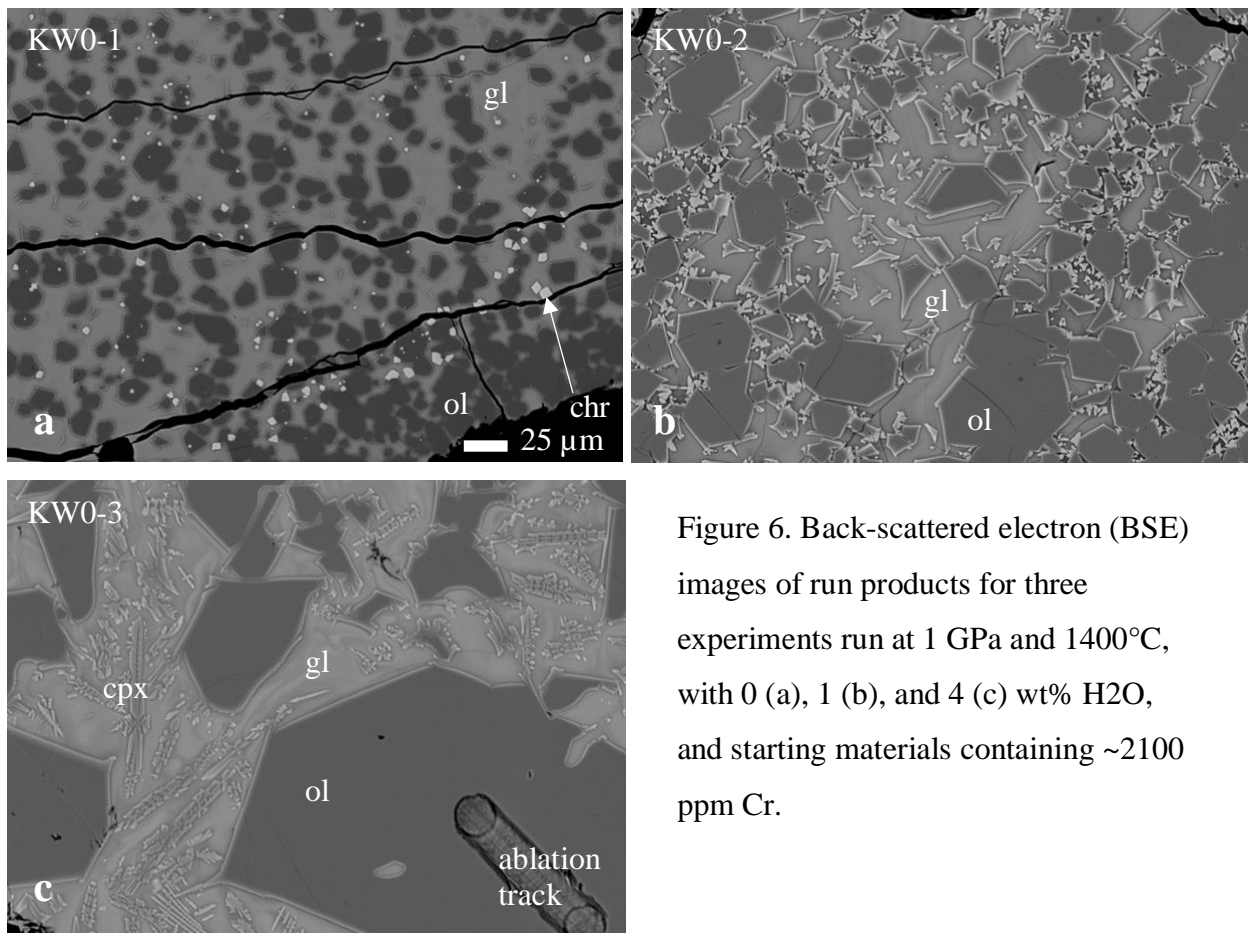 KW0-1
gl
ol
chr
a
25 µm
KW0-2
gl
ol
b
KW0-3
cpx
gl
ol
ablation
track
c
Figure 6. Back-scattered electron (BSE)
images of run products for three
experiments run at 1 GPa and 1400°C,
with 0 (a), 1 (b), and 4 (c) wt% H2O,
and starting materials containing ~2100
ppm Cr.